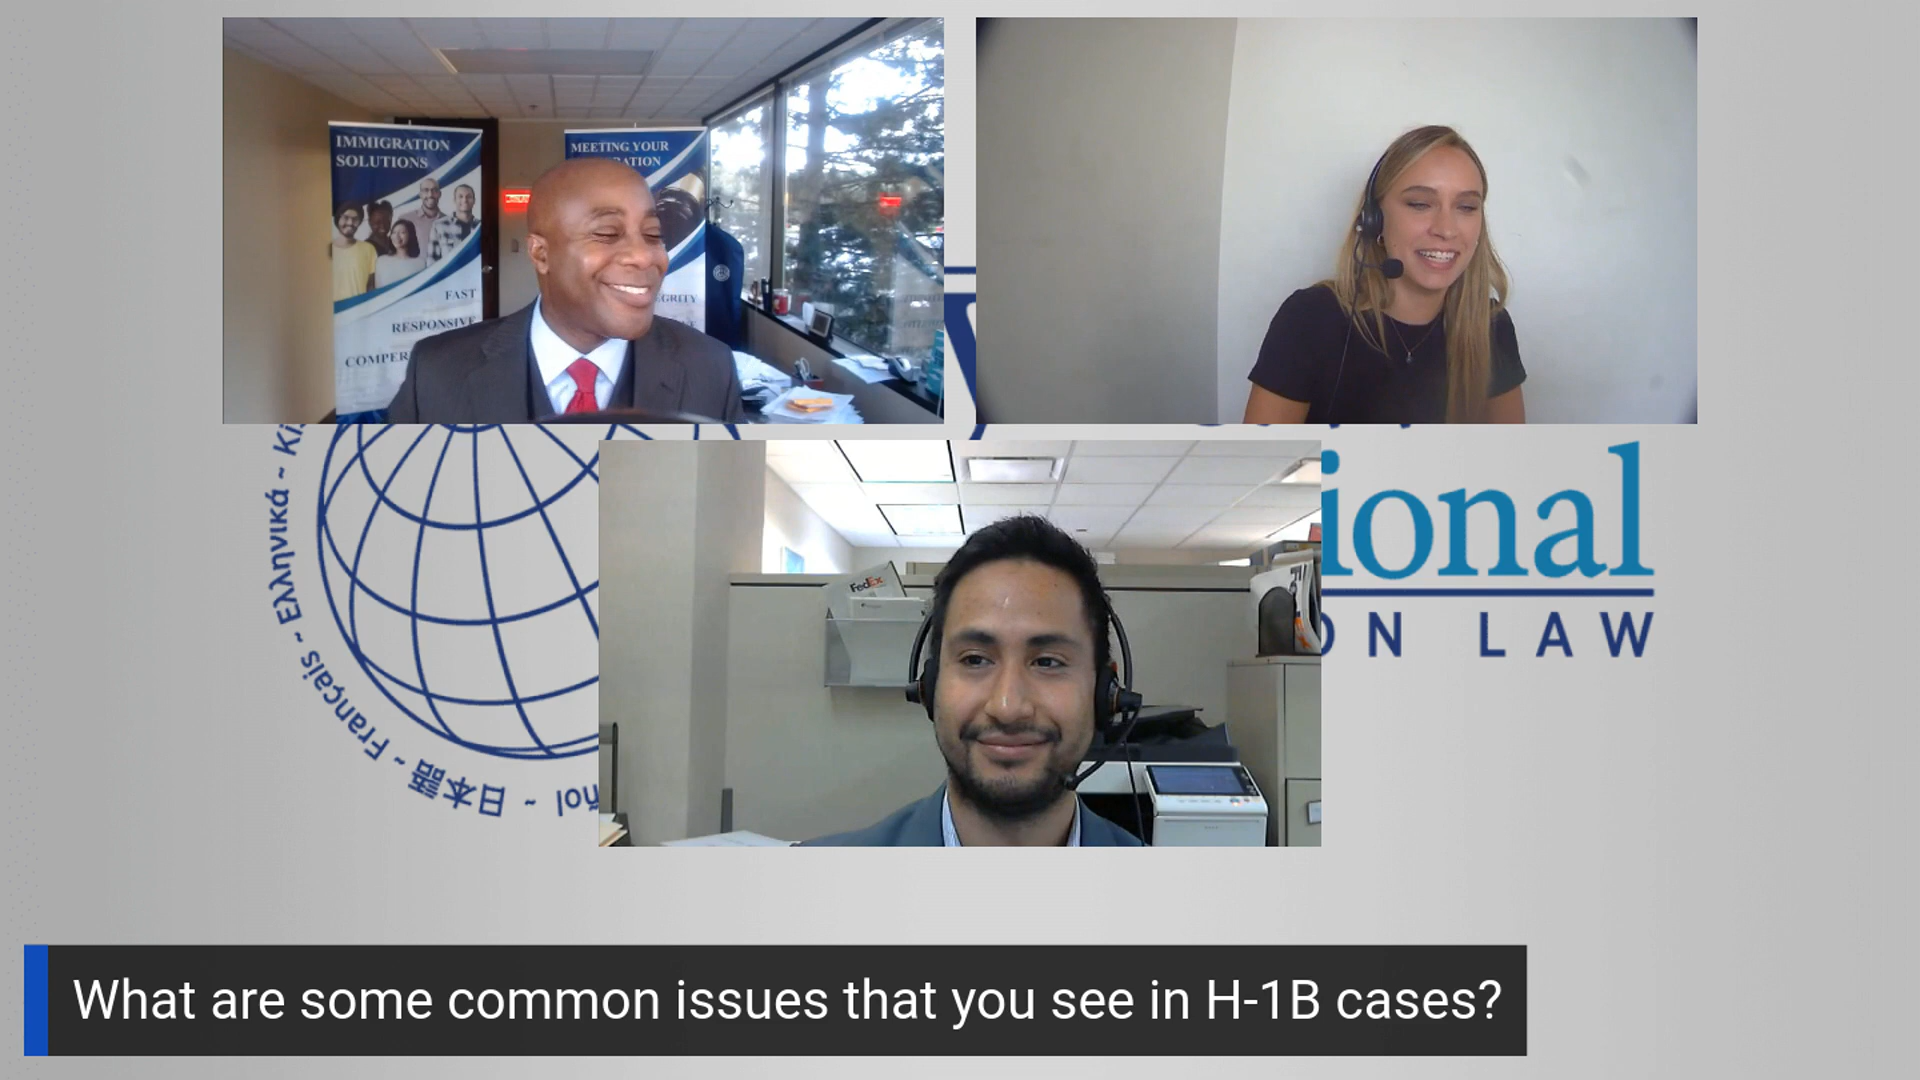 IMMIGRATION
SOLUTIONS
FAST
RESPONSIVE
MEETING YOUR
FedEx
Ελληνικά ~
~ Français ~
日本語 ~
ional
LAW
What are some common issues that you see in H-1B cases?